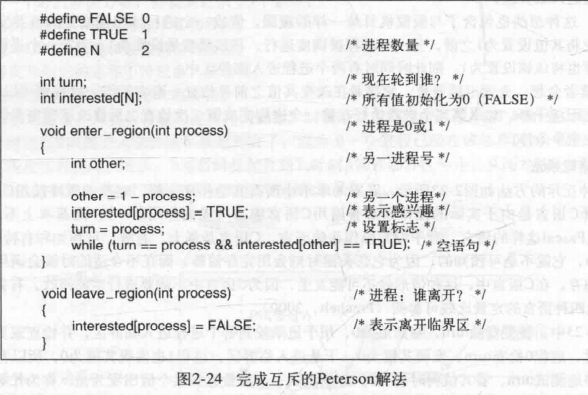 #define FALSE 0
#define TRUE 1
#define N 2 /* 进程数量 */
int turn; /* 现在轮到谁? */
int interested[N]; /* 所有值初始化为0(FALSE)*/
void enter_region(int process) /* 进程是0或1 */
{
int other; /* 另一进程号 */
other = 1 – process; /* 另一个进程*/
interested[process] = TRUE; /* 表示感兴趣 */
turn = process; /* 设置标志 */
while (turn == process && interested[other] == TRUE); /* 空语句 */
}
void leave_region(int process) /* 进程:谁离开? */
{
interested[process] = FALSE; /* 表示离开临界区 */
}
图2-24 完成互斥的Peterson解法